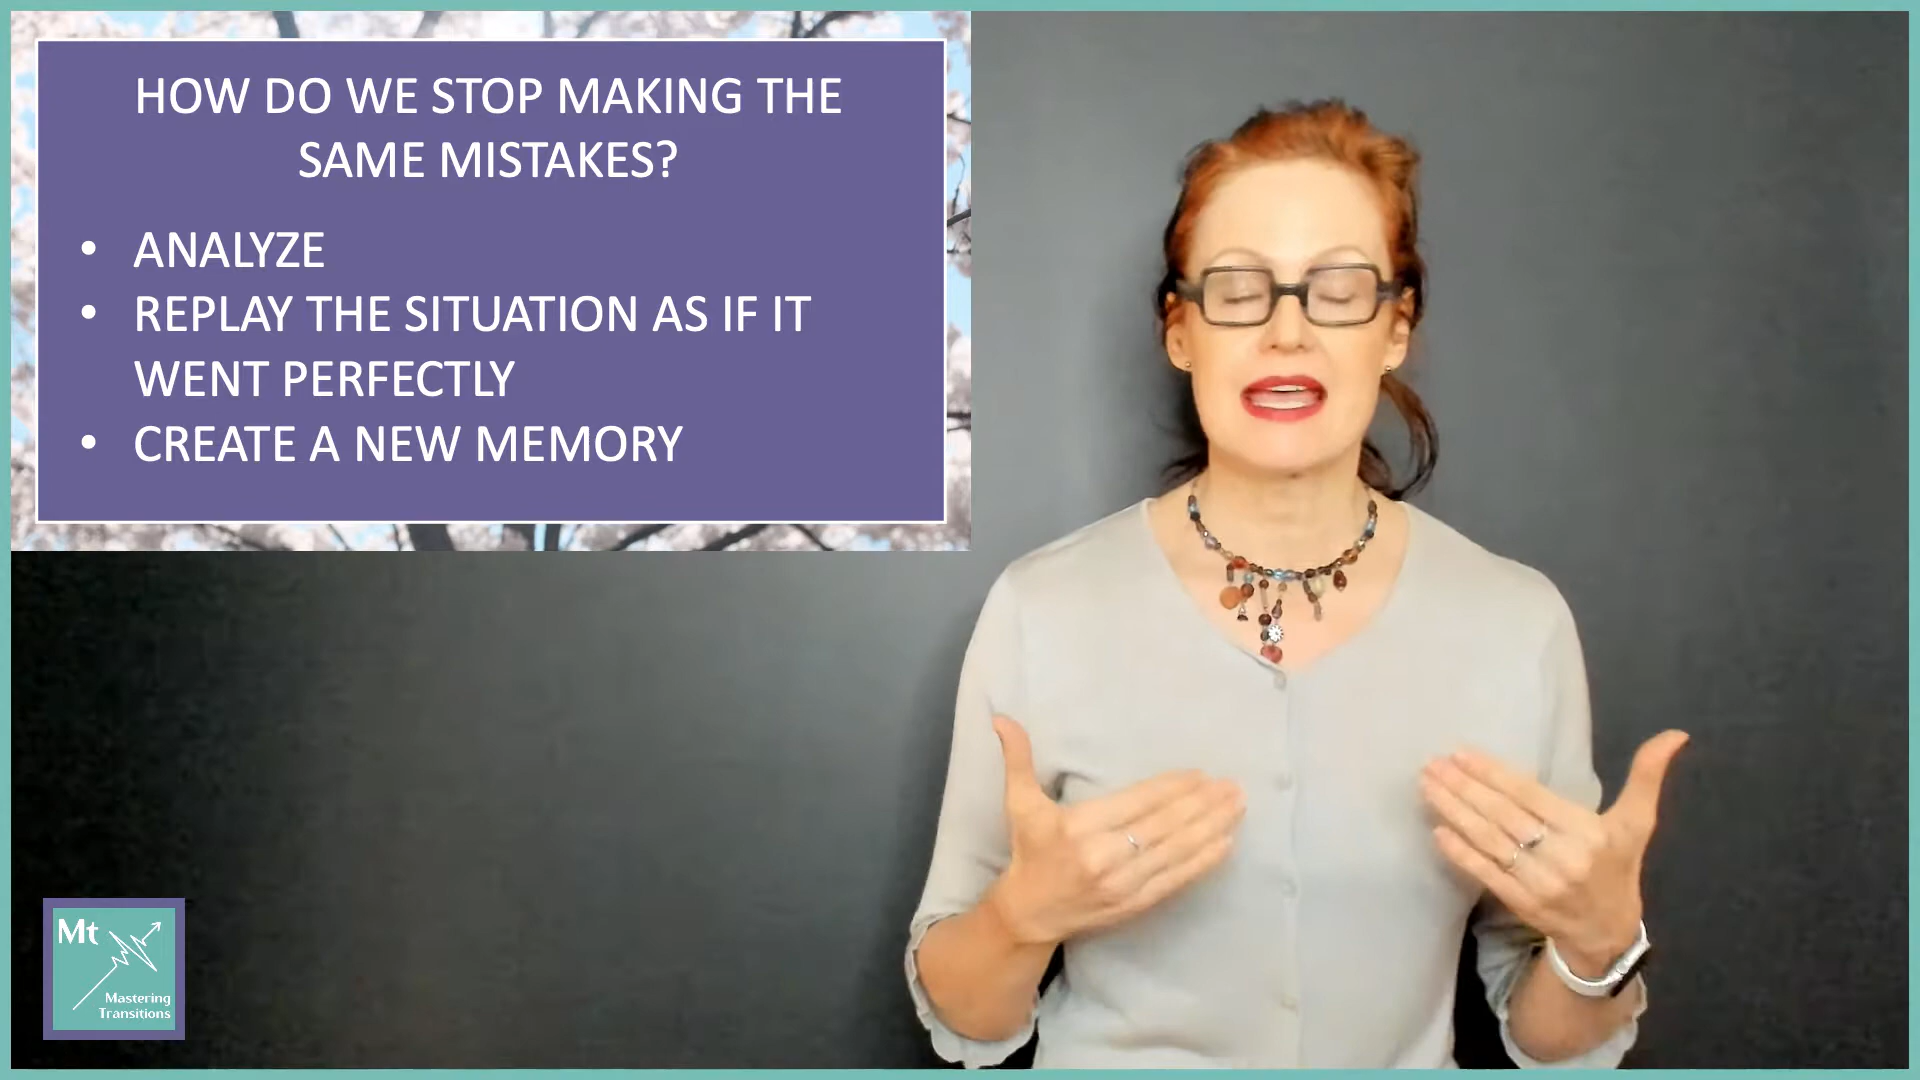 HOW DO WE STOP MAKING THE
SAME MISTAKES?
• ANALYZE
• REPLAY THE SITUATION AS IF IT
WENT PERFECTLY
• CREATE A NEW MEMORY
Mt
Mastering
Transitions